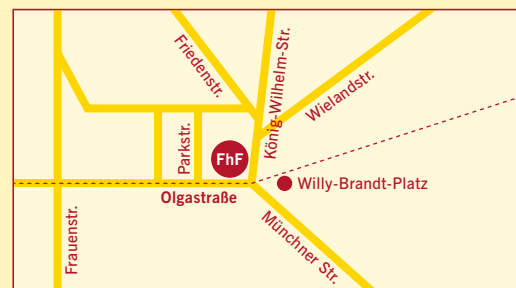 Friedenstr.
König-Wilhelm-Str.
Wielandstr.
Parkstr.
FhF
Willy-Brandt-Platz
Olgastraße
Frauenstr.
Münchner Str.